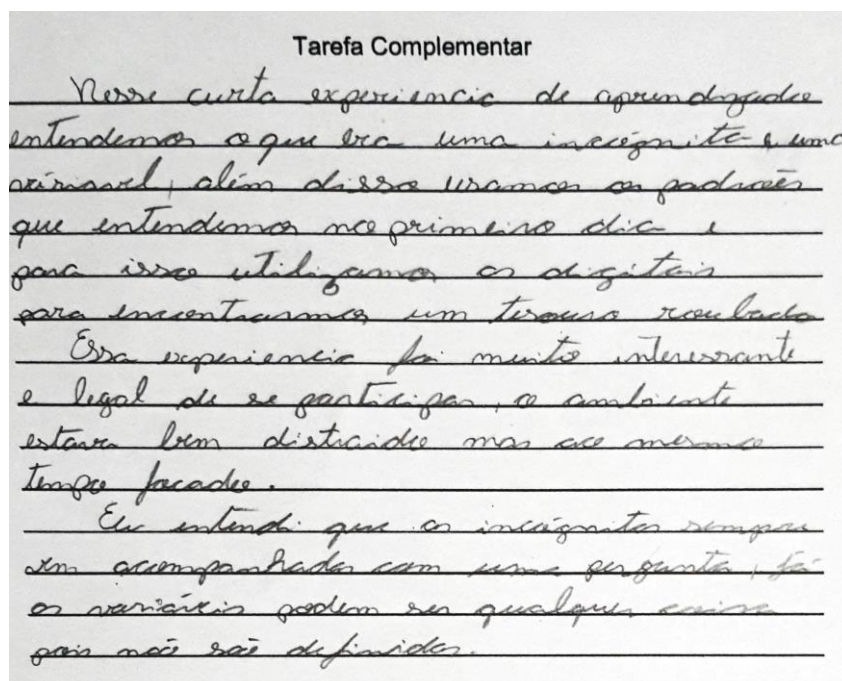 Tarefa Complementar
Nesse curta experiencia de aprendizado
entendemos o que era uma incógnita e uma
váriavel, além disso usamos os padrões
que entendemos no primeiro dia e
para isso utilizamos as digitais
para encontrarmos um tesouro roubado
Essa experiencia foi muito interessante
e legal de se participar, o ambiente
estava bem distraido mas ao mesmo
tempo focado.
Eu entendi que as incógnitas sempre
vem acompanhadas com uma pergunta, já
as variáveis podem ser qualquer coisa
pois não são definidas.